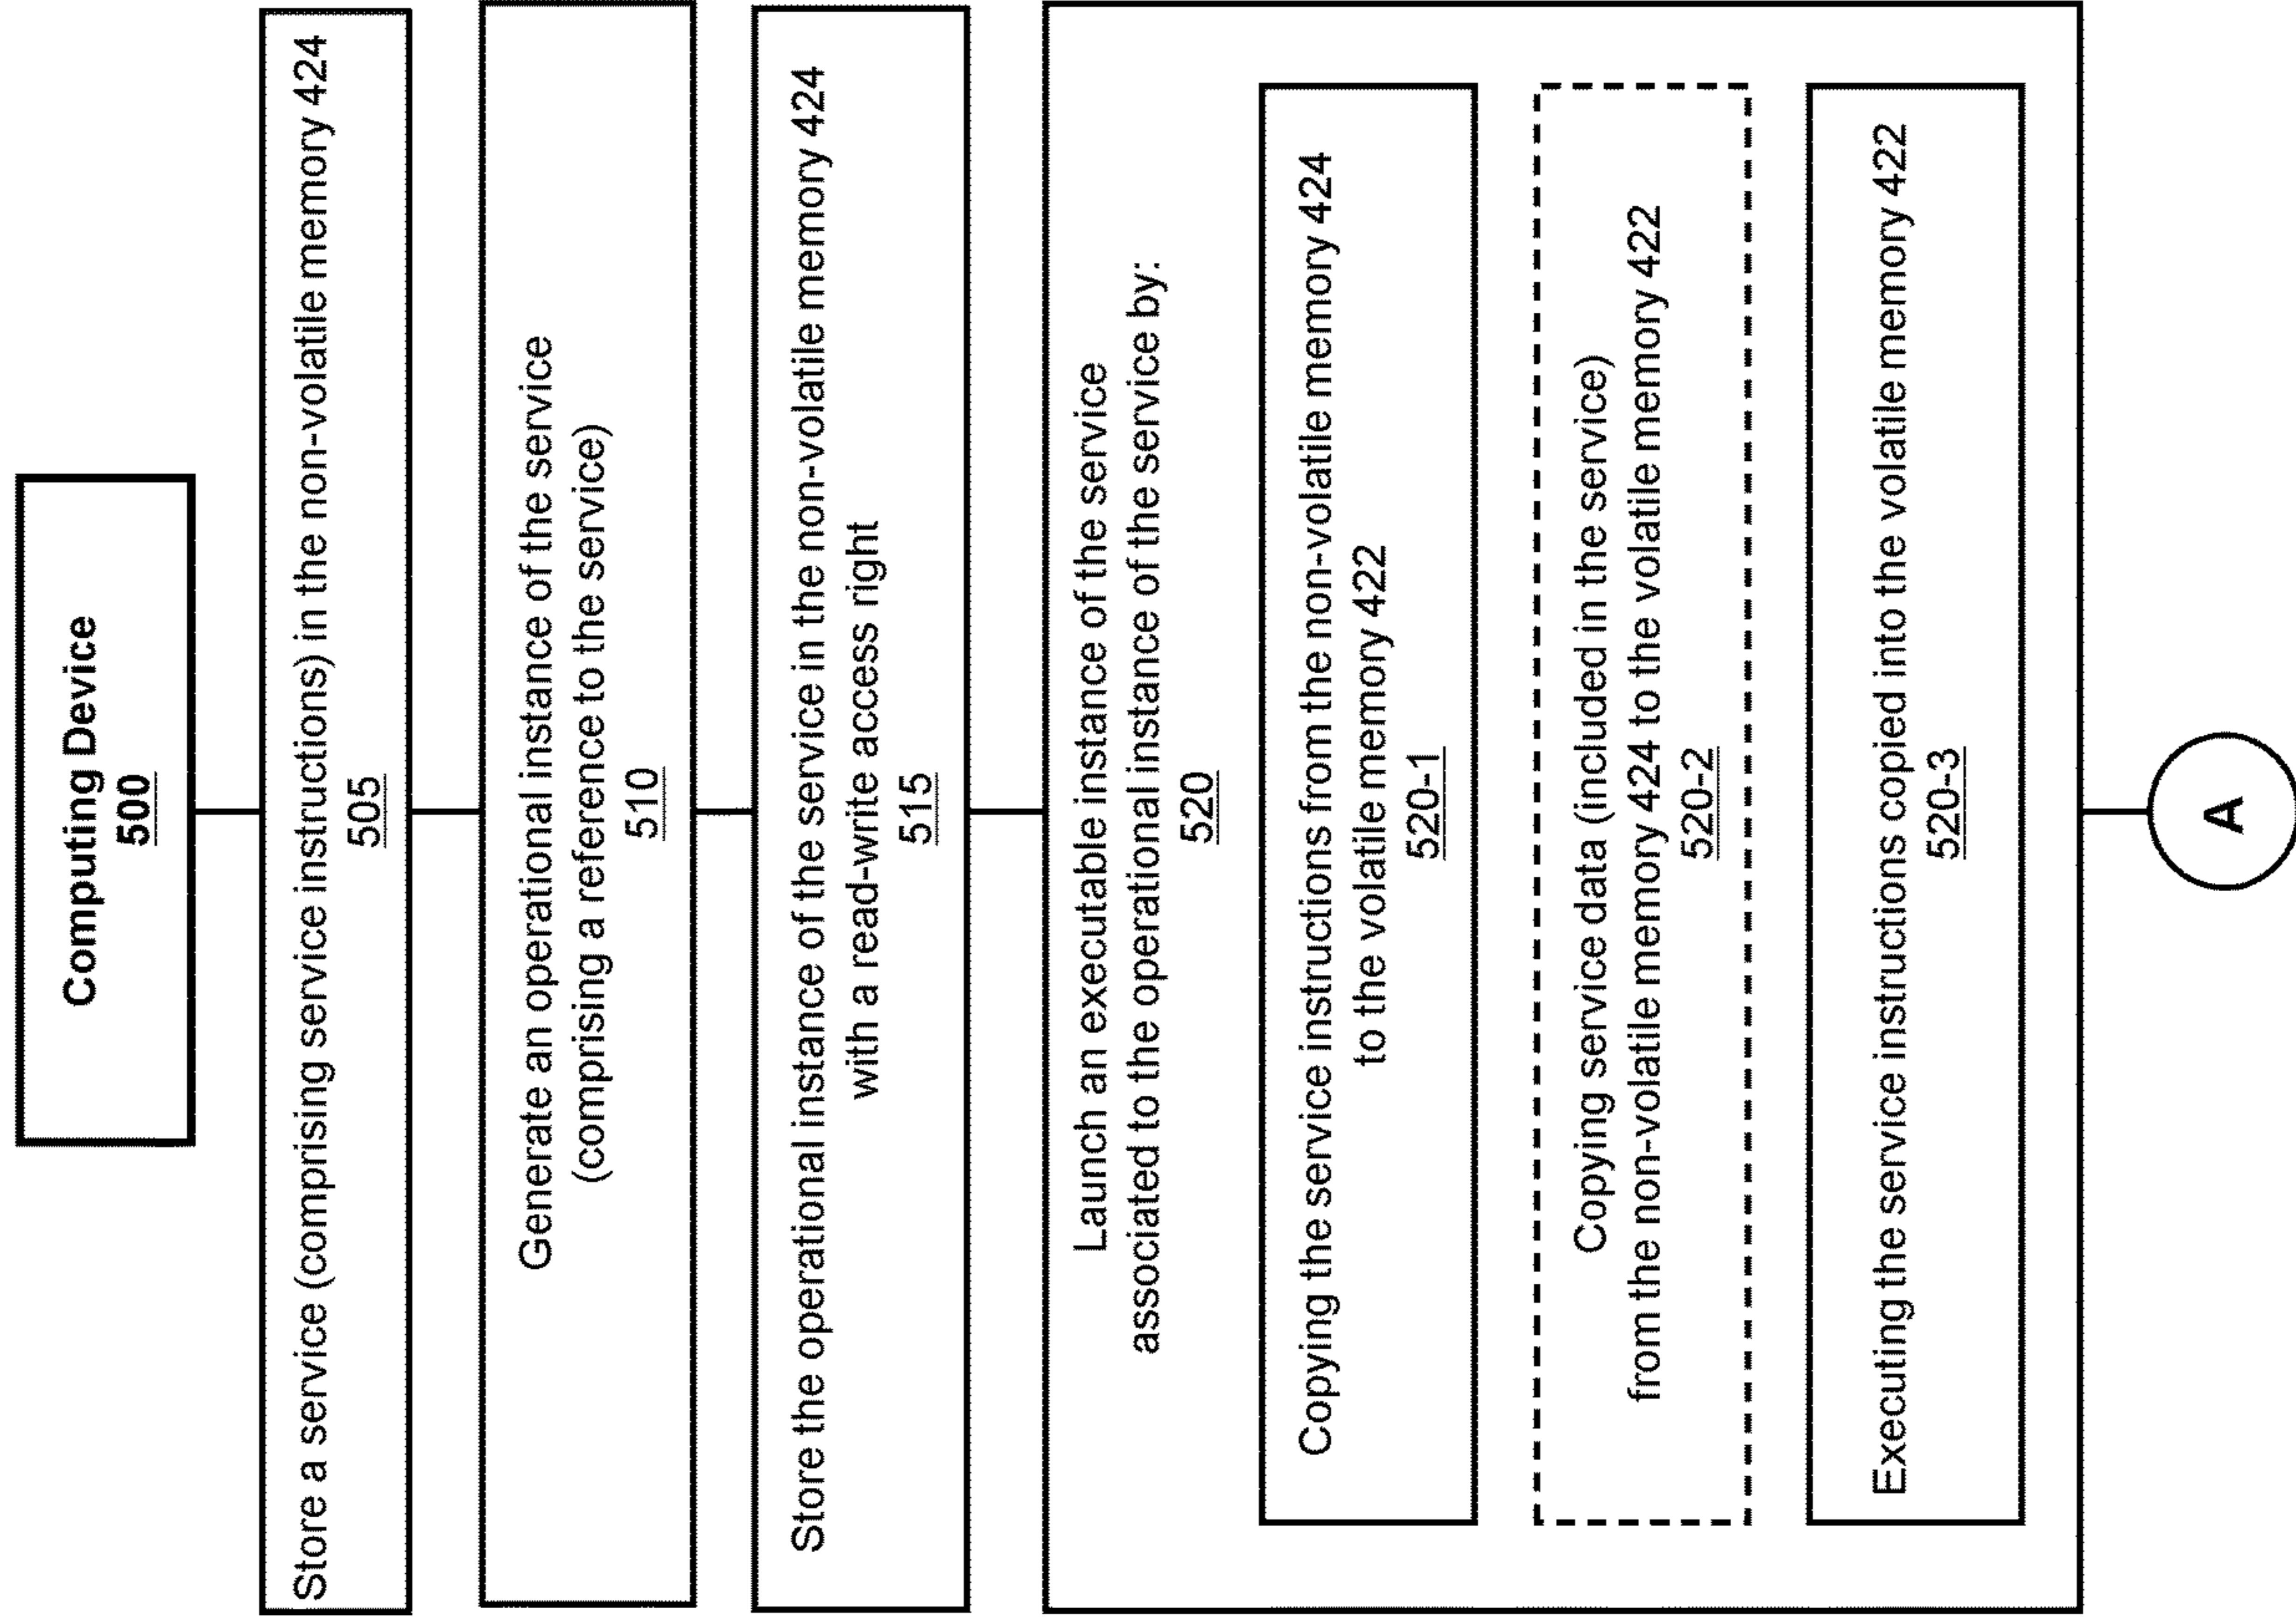 Computing Device
500
Store a service (comprising service instructions) in the non-volatile memory 424
505
Generate an operational instance of the service
(comprising a reference to the service)
510
Store the operational instance of the service in the non-volatile memory 424
with a read-write access right
515
Launch an executable instance of the service
associated to the operational instance of the service by:
520
Copying the service instructions from the non-volatile memory 424
to the volatile memory 422
520-1
Copying service data (included in the service)
from the non-volatile memory 424 to the volatile memory 422
520-2
Executing the service instructions copied into the volatile memory 422
520-3
A